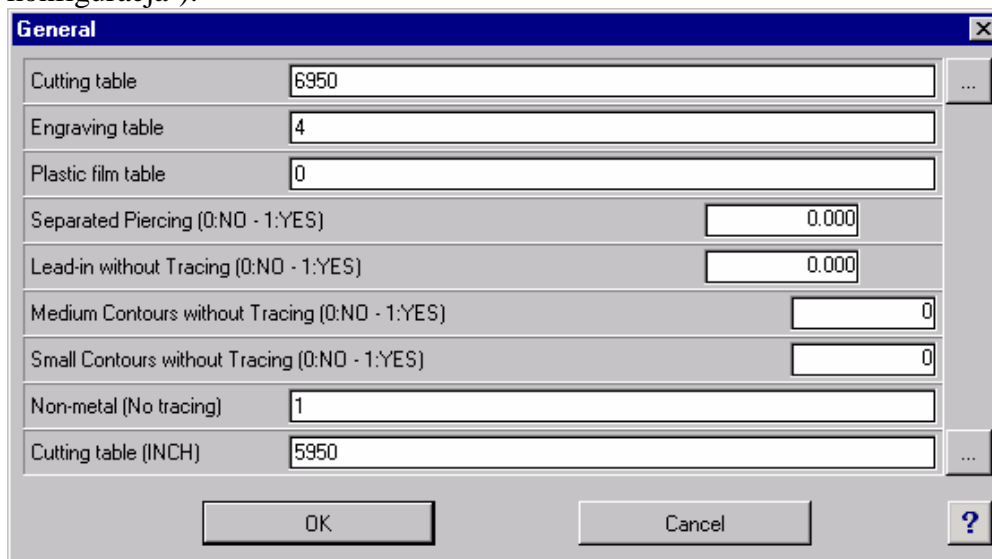 konfiguracja ).
General
Cutting table 6950 ...
Engraving table 4
Plastic film table 0
Separated Piercing (0:NO - 1:YES) 0.000
Lead-in without Tracing (0:NO - 1:YES) 0.000
Medium Contours without Tracing (0:NO - 1:YES) 0
Small Contours without Tracing (0:NO - 1:YES) 0
Non-metal (No tracing) 1
Cutting table (INCH) 5950 ...
OK Cancel ?